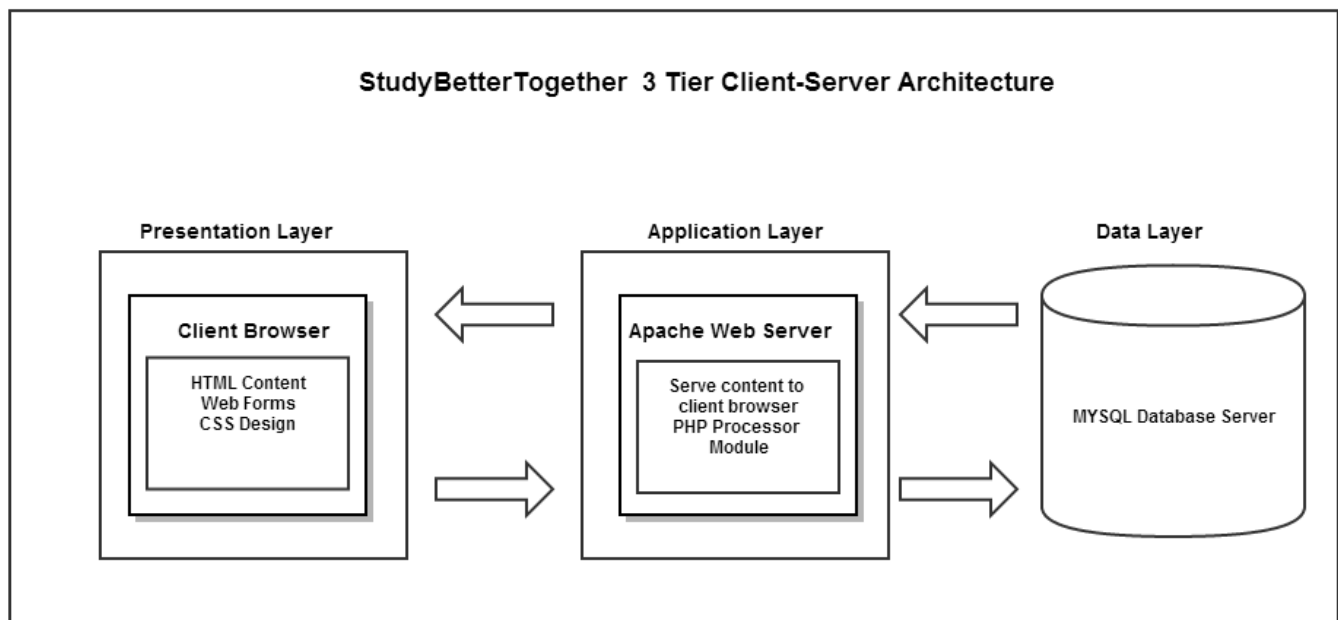 StudyBetterTogether 3 Tier Client-Server Architecture
Presentation Layer
Client Browser
HTML Content
Web Forms
CSS Design
Application Layer
Apache Web Server
Serve content to
client browser
PHP Processor
Module
Data Layer
MYSQL Database Server